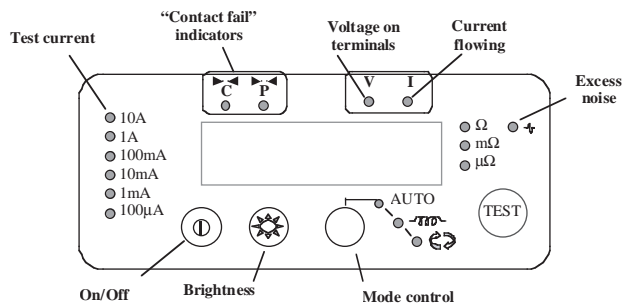 “Contact fail”
indicators
Test current
Voltage on
terminals
Current
flowing
Excess
noise
C P
V I
10A
1A
100mA
10mA
1mA
100µA
Ω
mΩ
µΩ
AUTO
TEST
On/Off
Brightness
Mode control